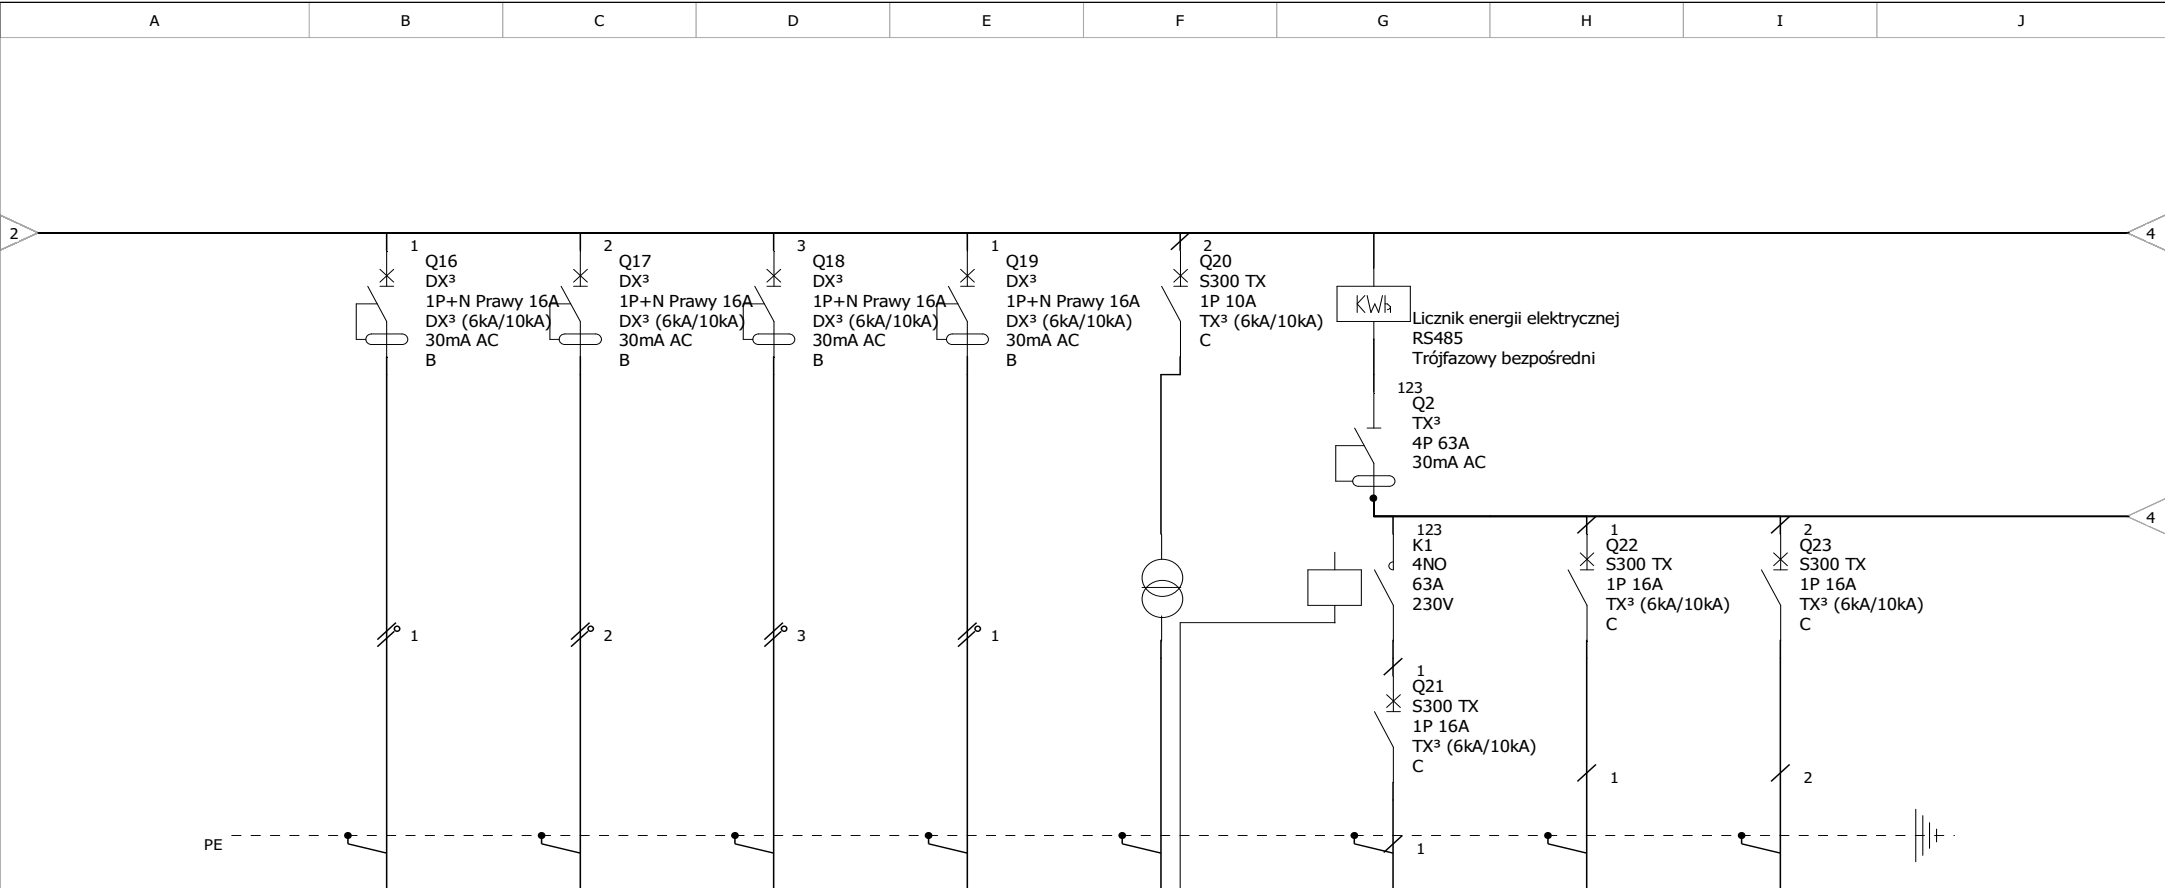 A
B
C
D
E
F
G
H
I
J
2
4
1
Q16
DX³
1P+N Prawy 16A
DX³ (6kA/10kA)
30mA AC
B
2
Q17
DX³
1P+N Prawy 16A
DX³ (6kA/10kA)
30mA AC
B
3
Q18
DX³
1P+N Prawy 16A
DX³ (6kA/10kA)
30mA AC
B
1
Q19
DX³
1P+N Prawy 16A
DX³ (6kA/10kA)
30mA AC
B
2
Q20
S300 TX
1P 10A
TX³ (6kA/10kA)
C
KWh
Licznik energii elektrycznej
RS485
Trójfazowy bezpośredni
123
Q2
TX³
4P 63A
30mA AC
4
123
K1
4NO
63A
230V
1
Q22
S300 TX
1P 16A
TX³ (6kA/10kA)
C
2
Q23
S300 TX
1P 16A
TX³ (6kA/10kA)
C
1
2
3
1
1
Q21
S300 TX
1P 16A
TX³ (6kA/10kA)
C
1
2
PE
1